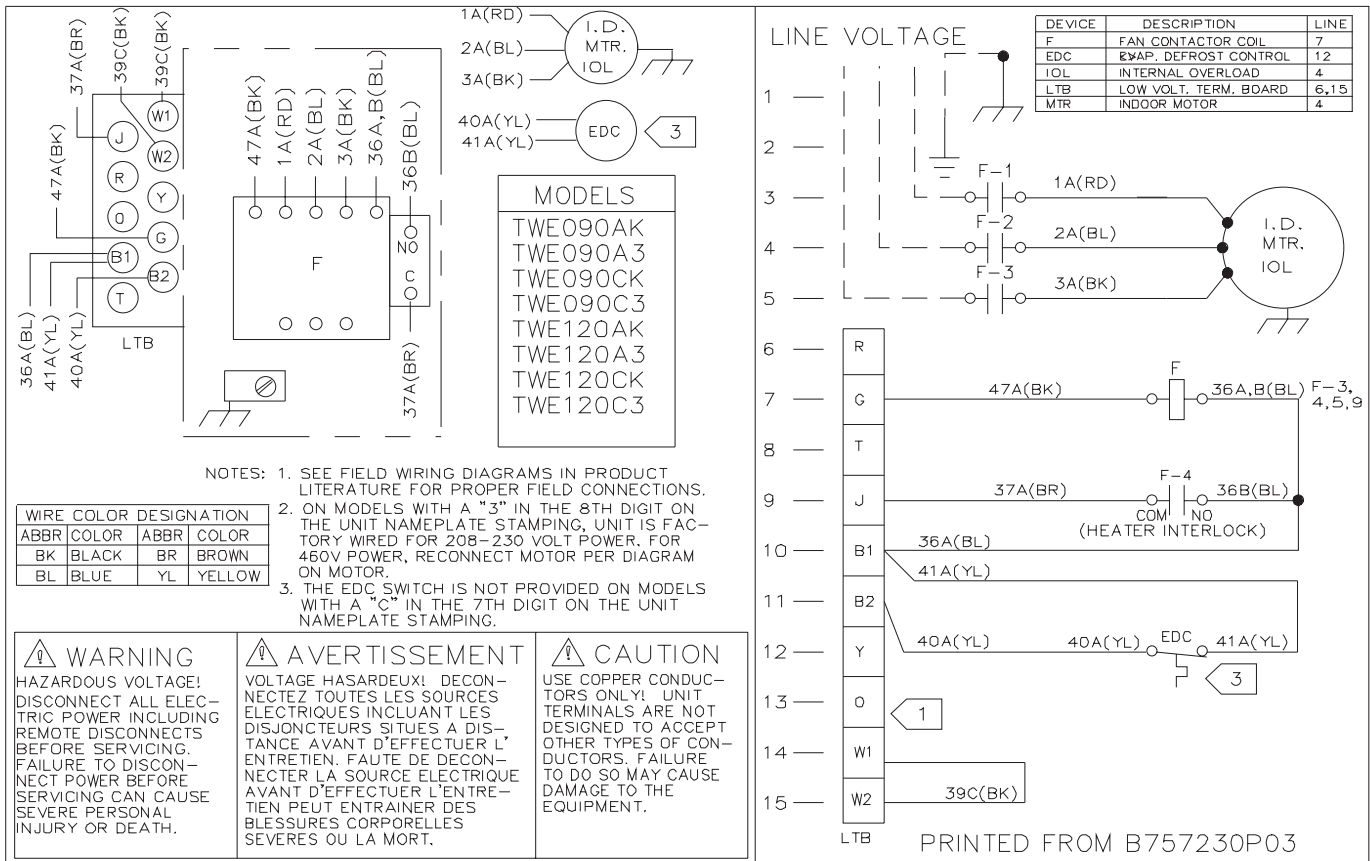 37A(BR)
39C(BK)
39C(BK)
47A(BK)
J
W1
W2
R
Y
O
G
B1
B2
T
LTB
36A(BL)
41A(YL)
40A(YL)
47A(BK)
1A(RD)
2A(BL)
3A(BK)
36A,B(BL)
36B(BL)
F
NO
C
37A(BR)
1A(RD)
2A(BL)
3A(BK)
I.D.
MTR.
IOL
40A(YL)
41A(YL)
EDC
3
MODELS
TWE090AK
TWE090A3
TWE090CK
TWE090C3
TWE120AK
TWE120A3
TWE120CK
TWE120C3
NOTES: 1. SEE FIELD WIRING DIAGRAMS IN PRODUCT
LITERATURE FOR PROPER FIELD CONNECTIONS.
2. ON MODELS WITH A "3" IN THE 8TH DIGIT ON
THE UNIT NAMEPLATE STAMPING, UNIT IS FAC-
TORY WIRED FOR 208-230 VOLT POWER. FOR
460V POWER, RECONNECT MOTOR PER DIAGRAM
ON MOTOR.
3. THE EDC SWITCH IS NOT PROVIDED ON MODELS
WITH A "C" IN THE 7TH DIGIT ON THE UNIT
NAMEPLATE STAMPING.
WIRE COLOR DESIGNATION
ABBR COLOR ABBR COLOR
BK BLACK BR BROWN
BL BLUE YL YELLOW
WARNING
HAZARDOUS VOLTAGE!
DISCONNECT ALL ELEC-
TRIC POWER INCLUDING
REMOTE DISCONNECTS
BEFORE SERVICING.
FAILURE TO DISCON-
NECT POWER BEFORE
SERVICING CAN CAUSE
SEVERE PERSONAL
INJURY OR DEATH.
AVERTISSEMENT
VOLTAGE HASARDEUX! DECON-
NECTEZ TOUTES LES SOURCES
ELECTRIQUES INCLUANT LES
DISJONCTEURS SITUES A DIS-
TANCE AVANT D'EFFECTUER L'
ENTRETIEN. FAUTE DE DECON-
NECTER LA SOURCE ELECTRIQUE
AVANT D'EFFECTUER L'ENTRE-
TIEN PEUT ENTRAINER DES
BLESSURES CORPORELLES
SEVERES OU LA MORT.
CAUTION
USE COPPER CONDUC-
TORS ONLY! UNIT
TERMINALS ARE NOT
DESIGNED TO ACCEPT
OTHER TYPES OF CON-
DUCTORS. FAILURE
TO DO SO MAY CAUSE
DAMAGE TO THE
EQUIPMENT.
LINE VOLTAGE
DEVICE DESCRIPTION LINE
F FAN CONTACTOR COIL 7
EDC EVAP. DEFROST CONTROL 12
IOL INTERNAL OVERLOAD 4
LTB LOW VOLT. TERM. BOARD 6,15
MTR INDOOR MOTOR 4
1
2
3
F-1
1A(RD)
4
F-2
2A(BL)
5
F-3
3A(BK)
I.D.
MTR.
IOL
6 R
7 G
47A(BK)
F
36A,B(BL)
F-3,
4,5,9
8 T
9 J
37A(BR)
F-4
COM NO
36B(BL)
(HEATER INTERLOCK)
10 B1
36A(BL)
41A(YL)
11 B2
12 Y
40A(YL)
40A(YL)
EDC
41A(YL)
3
13 O
1
14 W1
15 W2
39C(BK)
LTB
PRINTED FROM B757230P03